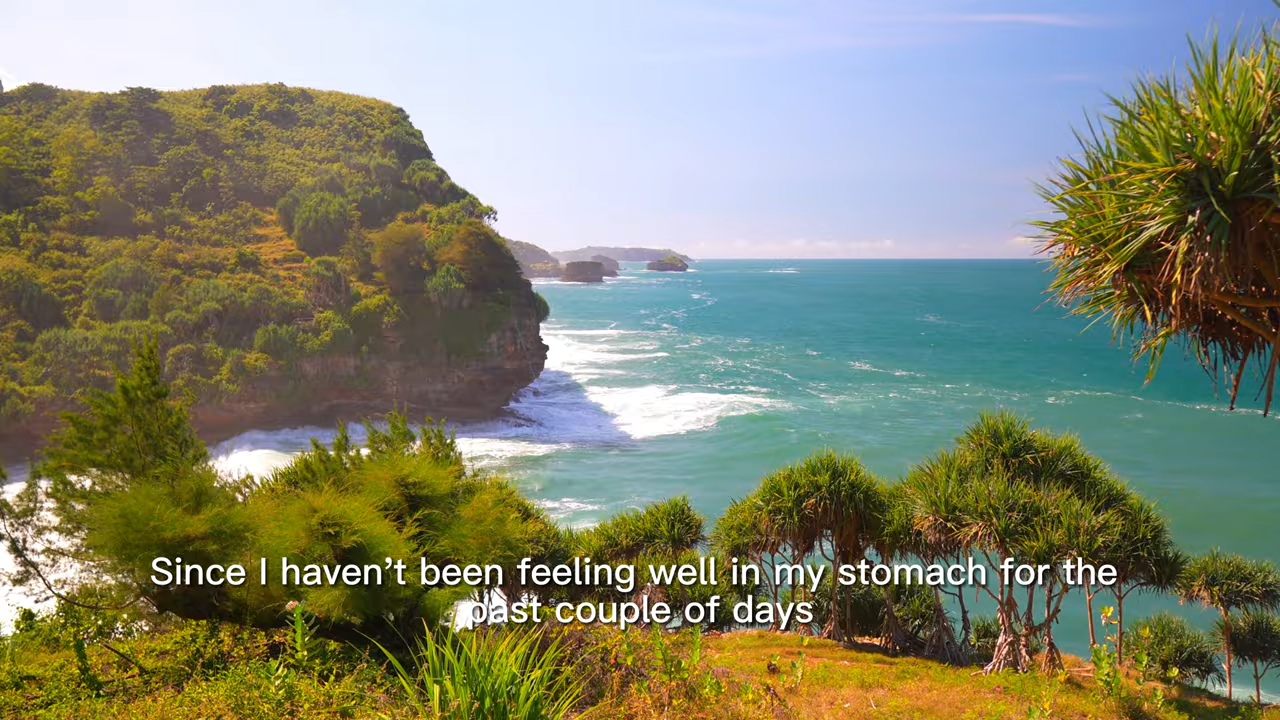 Since I haven’t been feeling well in my stomach for the
past couple of days